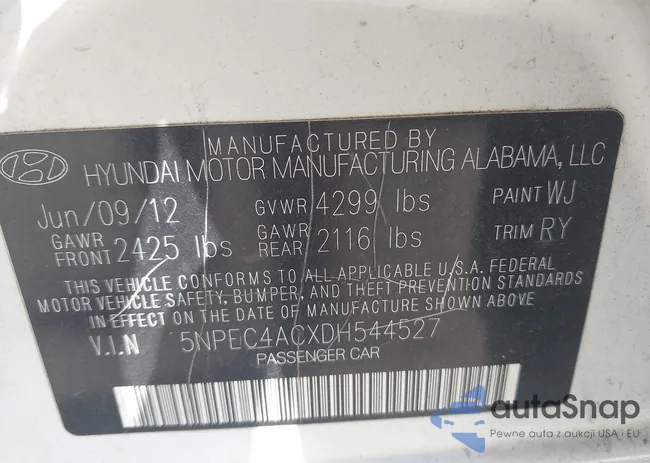 MANUFACTURED BY
HYUNDAI MOTOR MANUFACTURING ALABAMA, LLC
Jun/09/12 GVWR 4299 lbs PAINT WJ
GAWR FRONT 2425 lbs GAWR REAR 2116 lbs TRIM RY
THIS VEHICLE CONFORMS TO ALL APPLICABLE U.S.A. FEDERAL
MOTOR VEHICLE SAFETY, BUMPER, AND THEFT PREVENTION STANDARDS
IN EFFECT ON THE DATE OF MANUFACTURE SHOWN ABOVE
V.I.N 5NPEC4ACXDH544527
PASSENGER CAR
autaSnap
Pewne auta z aukcji USA i EU